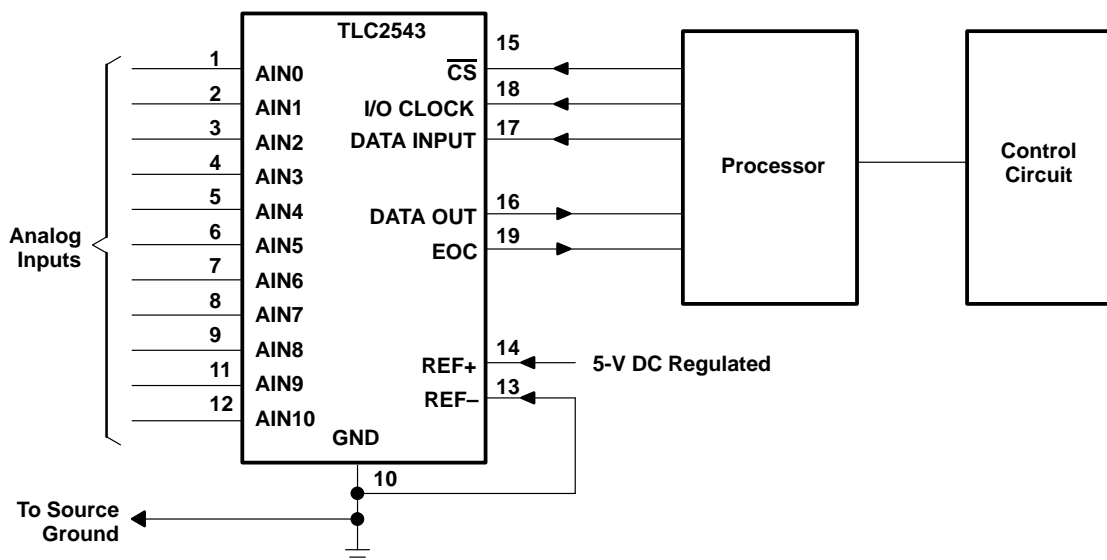 TLC2543
15
1
AIN0
CS
18
2
AIN1
I/O CLOCK
17
3
AIN2
DATA INPUT
4
AIN3
5
AIN4
16
DATA OUT
6
AIN5
19
EOC
7
AIN6
8
AIN7
9
AIN8
14
REF+
5-V DC Regulated
11
AIN9
13
REF–
12
AIN10
GND
10
Analog
Inputs
Processor
Control
Circuit
To Source
Ground